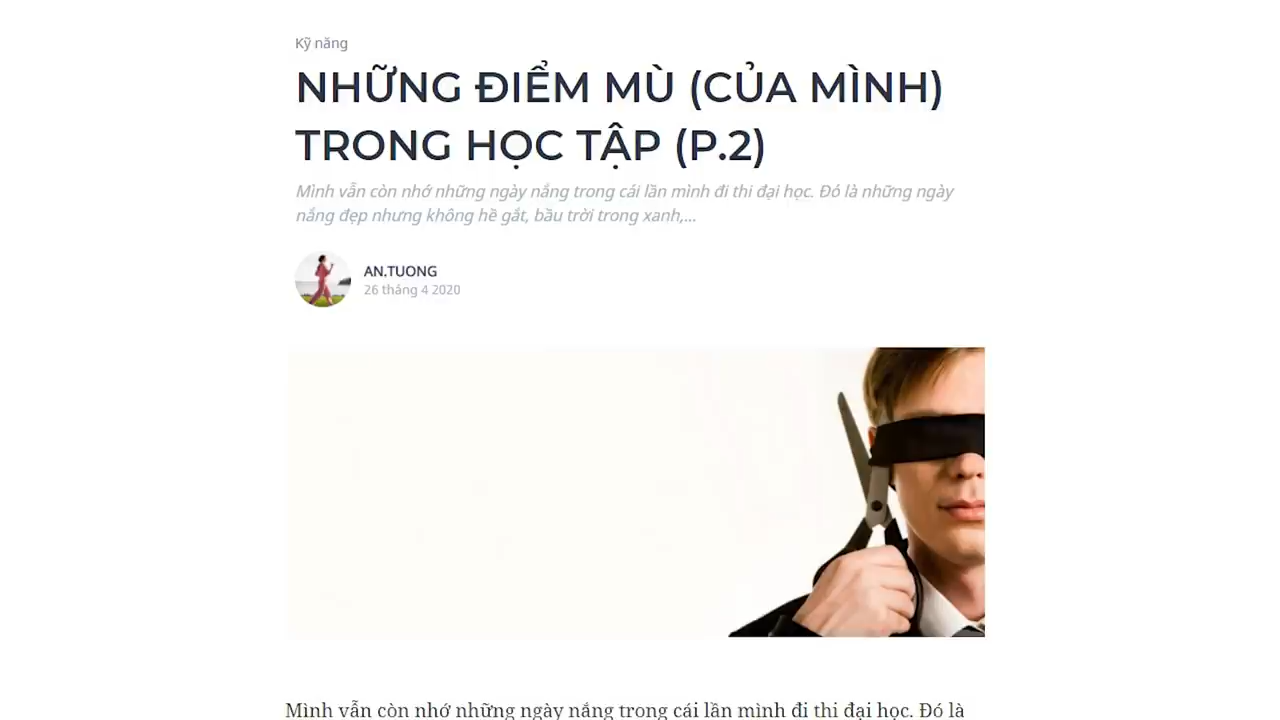 Kỹ năng
NHỮNG ĐIỂM MÙ (CỦA MÌNH)
TRONG HỌC TẬP (P.2)
Mình vẫn còn nhớ những ngày nắng trong cái lần mình đi thi đại học. Đó là những ngày
nắng đẹp nhưng không hề gắt, bầu trời trong xanh,...
AN.TUONG
26 tháng 4 2020
Mình vẫn còn nhớ những ngày nắng trong cái lần mình đi thi đại học. Đó là